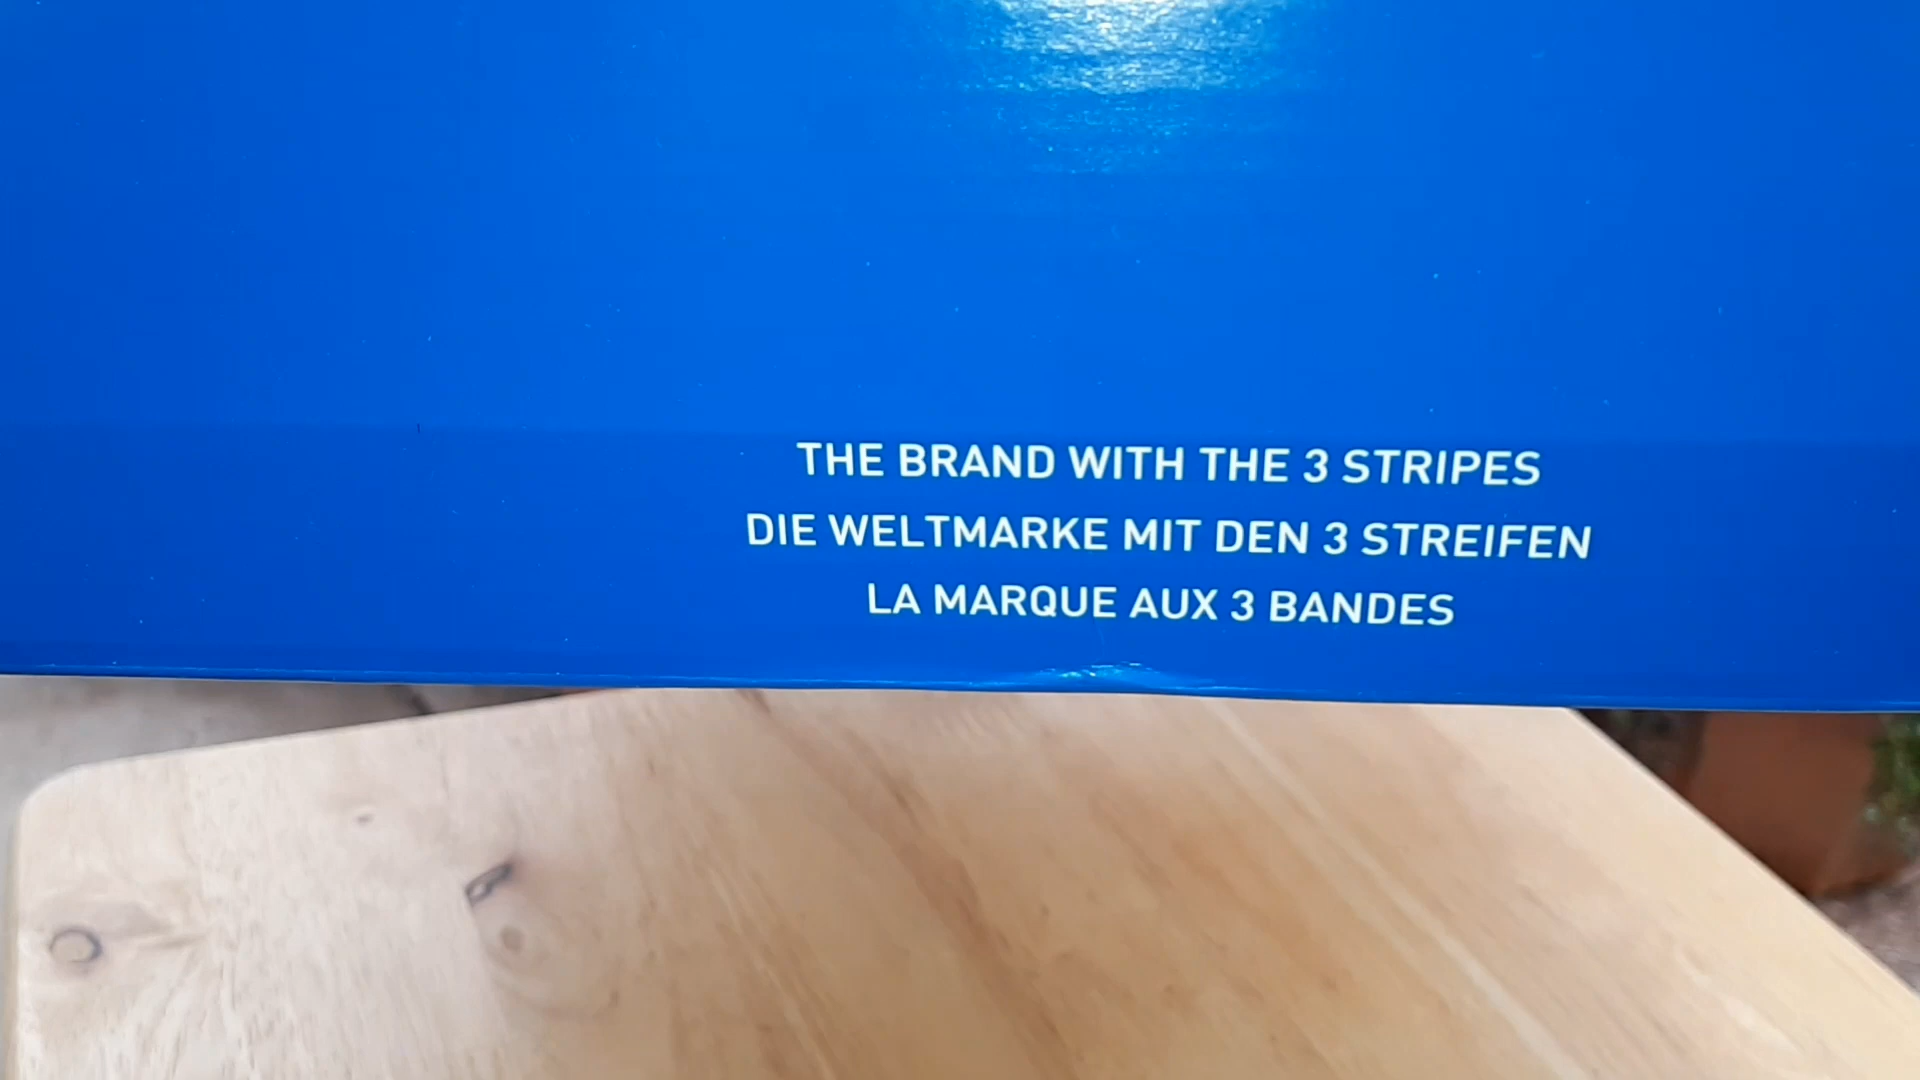 THE BRAND WITH THE 3 STRIPES
DIE WELTMARKE MIT DEN 3 STREIFEN
LA MARQUE AUX 3 BANDES